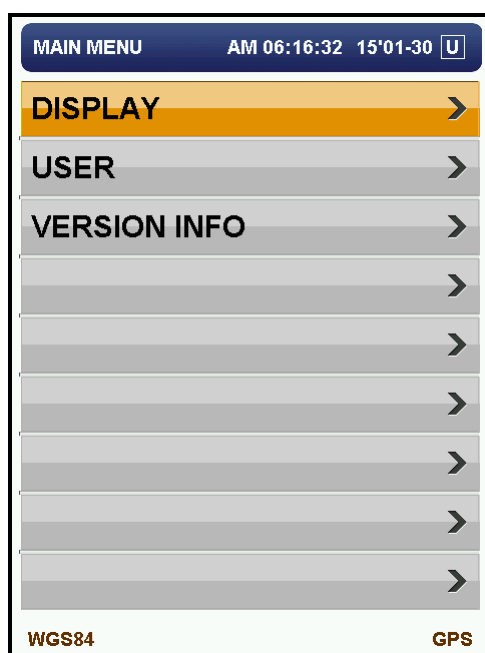 MAIN MENU AM 06:16:32 15'01-30 U
DISPLAY
USER
VERSION INFO
WGS84 GPS